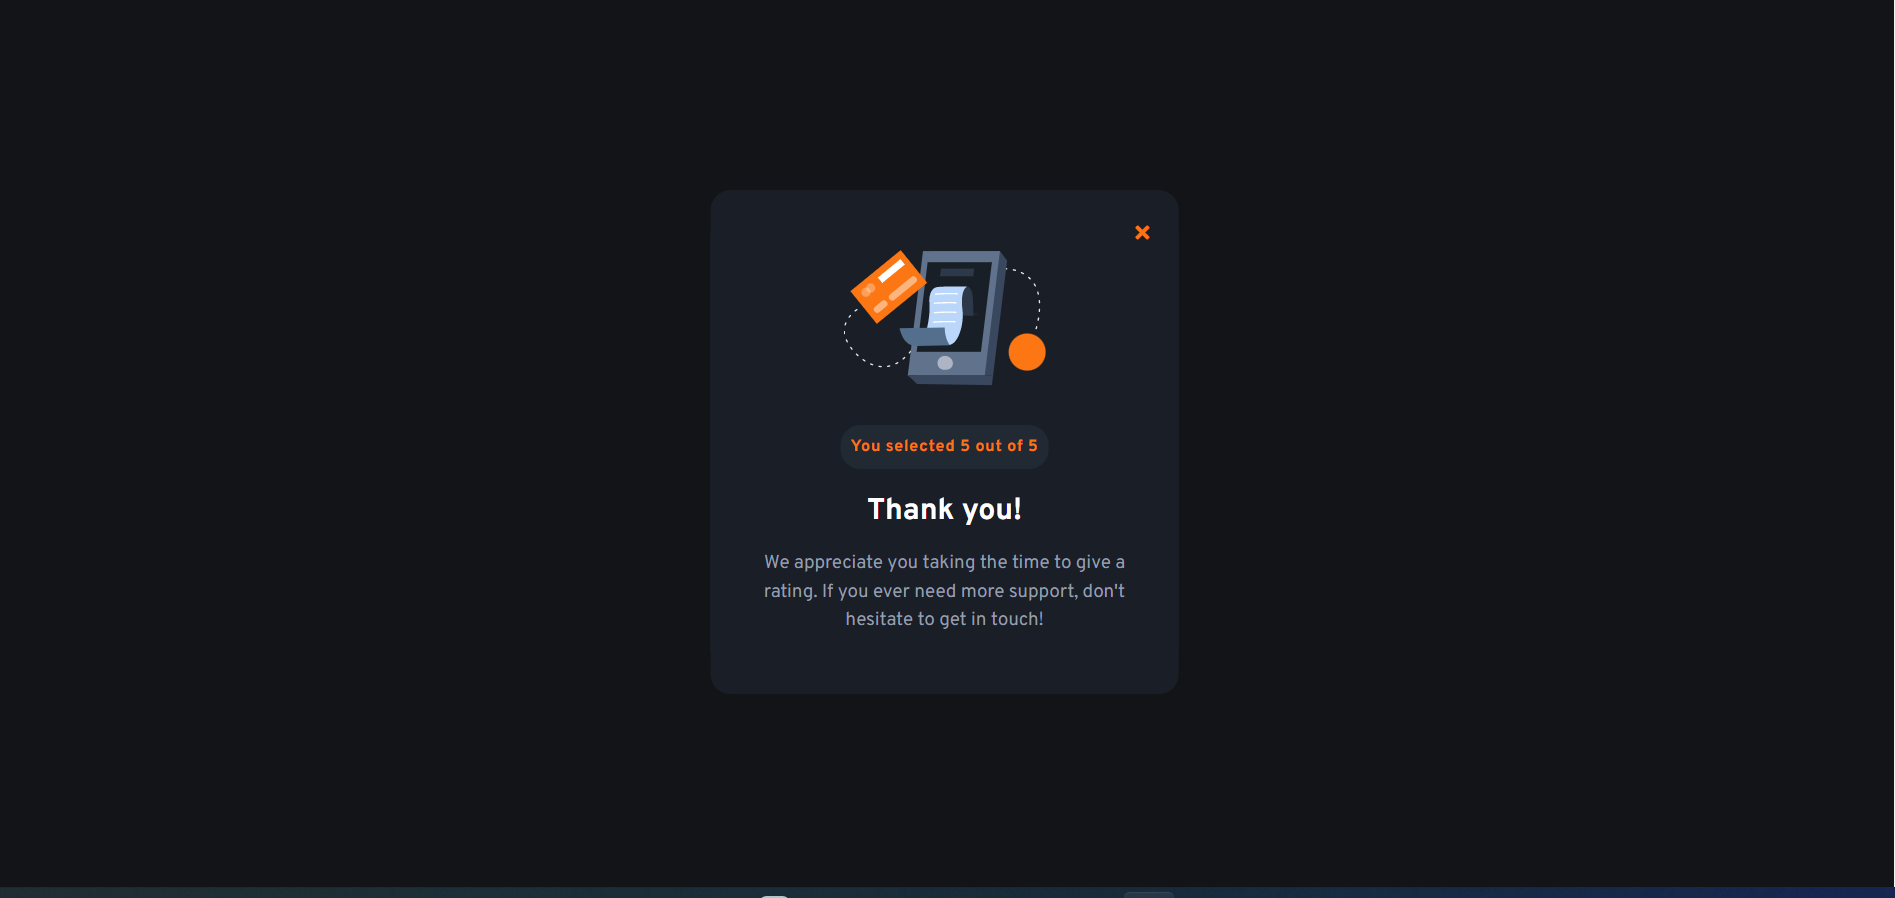 You selected 5 out of 5
Thank you!
We appreciate you taking the time to give a
rating. If you ever need more support, don't
hesitate to get in touch!